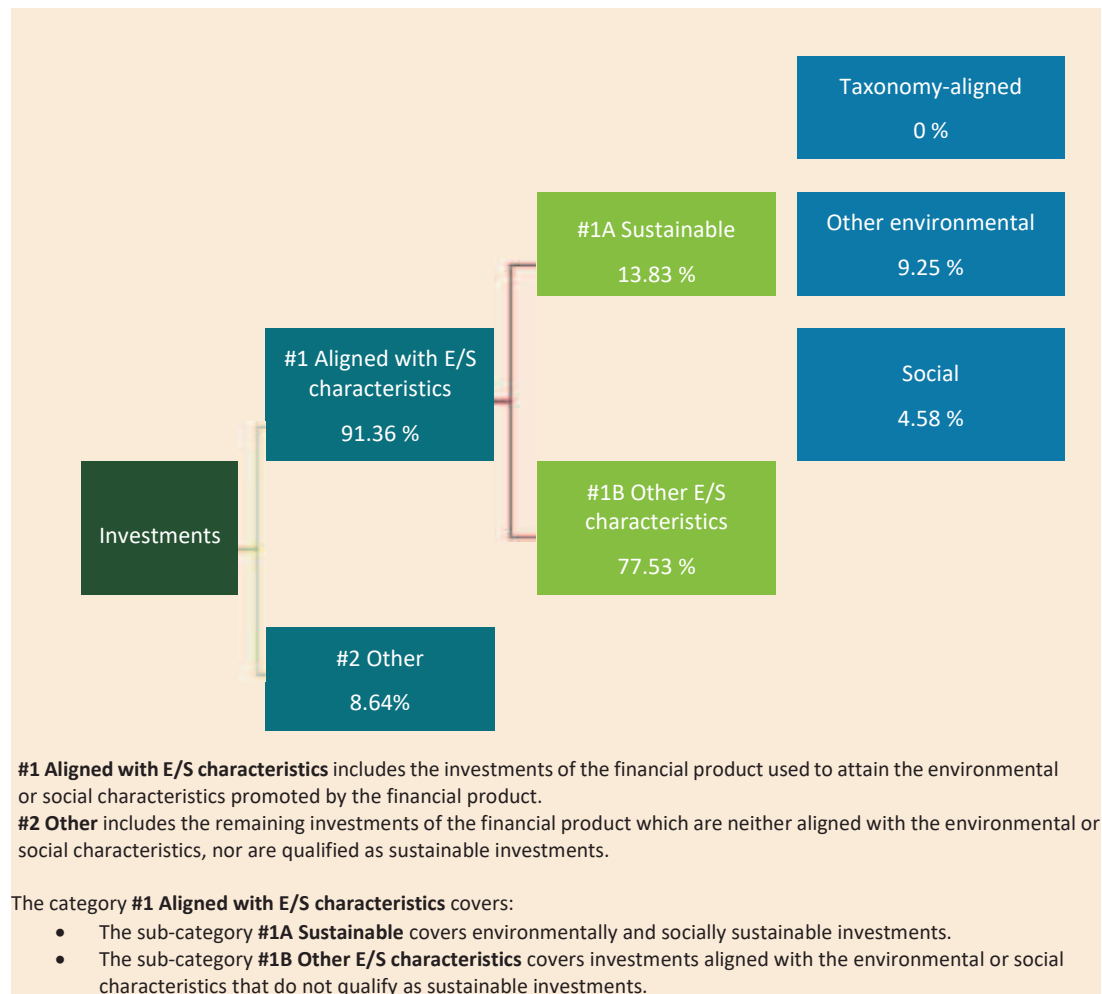 Taxonomy-aligned
0 %
#1A Sustainable
13.83 %
Other environmental
9.25 %
#1 Aligned with E/S
characteristics
91.36 %
Social
4.58 %
Investments
#1B Other E/S
characteristics
77.53 %
#2 Other
8.64%
#1 Aligned with E/S characteristics includes the investments of the financial product used to attain the environmental
or social characteristics promoted by the financial product.
#2 Other includes the remaining investments of the financial product which are neither aligned with the environmental or
social characteristics, nor are qualified as sustainable investments.
The category #1 Aligned with E/S characteristics covers:
• The sub-category #1A Sustainable covers environmentally and socially sustainable investments.
• The sub-category #1B Other E/S characteristics covers investments aligned with the environmental or social
characteristics that do not qualify as sustainable investments.